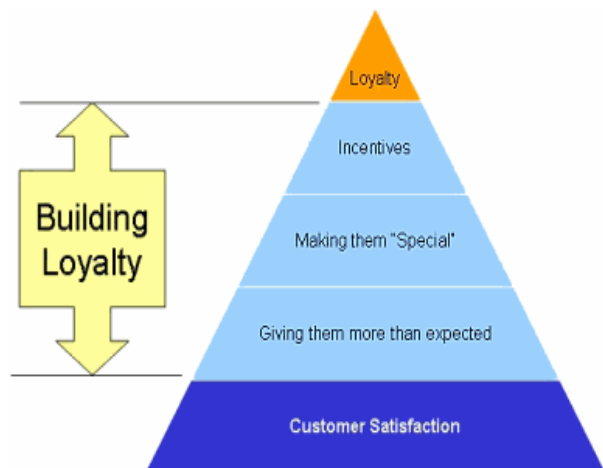 Loyalty
Incentives
Building
Loyalty
Making them "Special"
Giving them more than expected
Customer Satisfaction